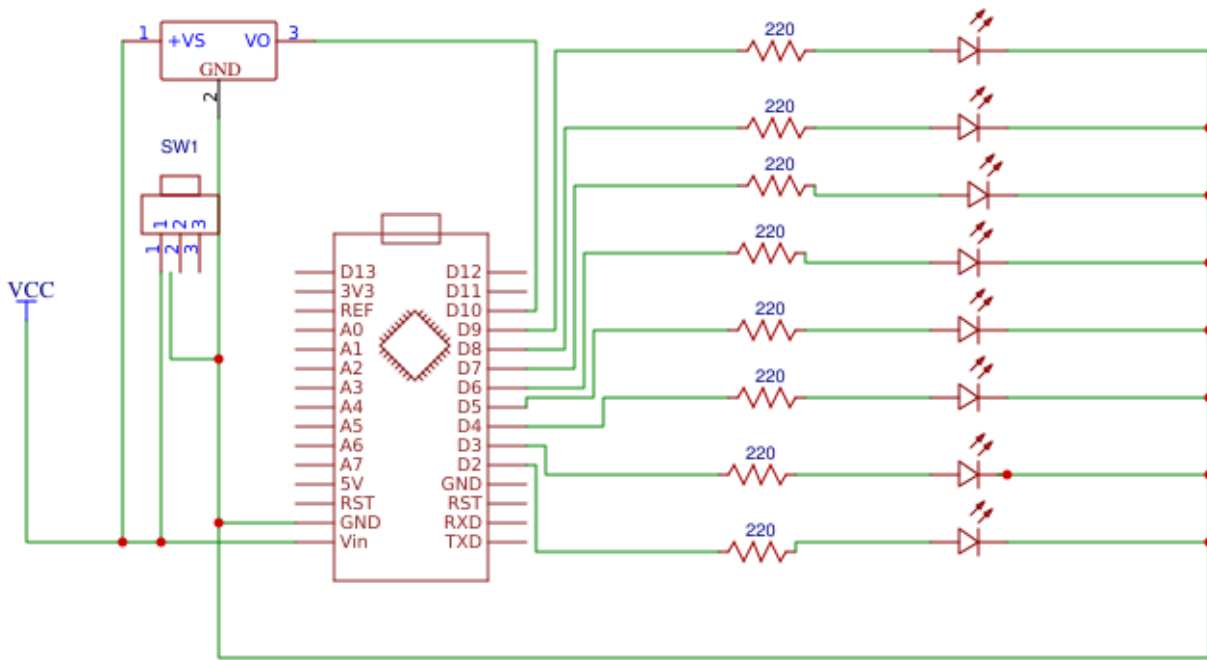 1 +VS VO 3
GND
2
SW1
1 2 3
1 2 3
VCC
D13 D12
3V3 D11
REF D10
A0 D9
A1 D8
A2 D7
A3 D6
A4 D5
A5 D4
A6 D3
A7 D2
5V GND
RST RST
GND RXD
Vin TXD
220
220
220
220
220
220
220
220